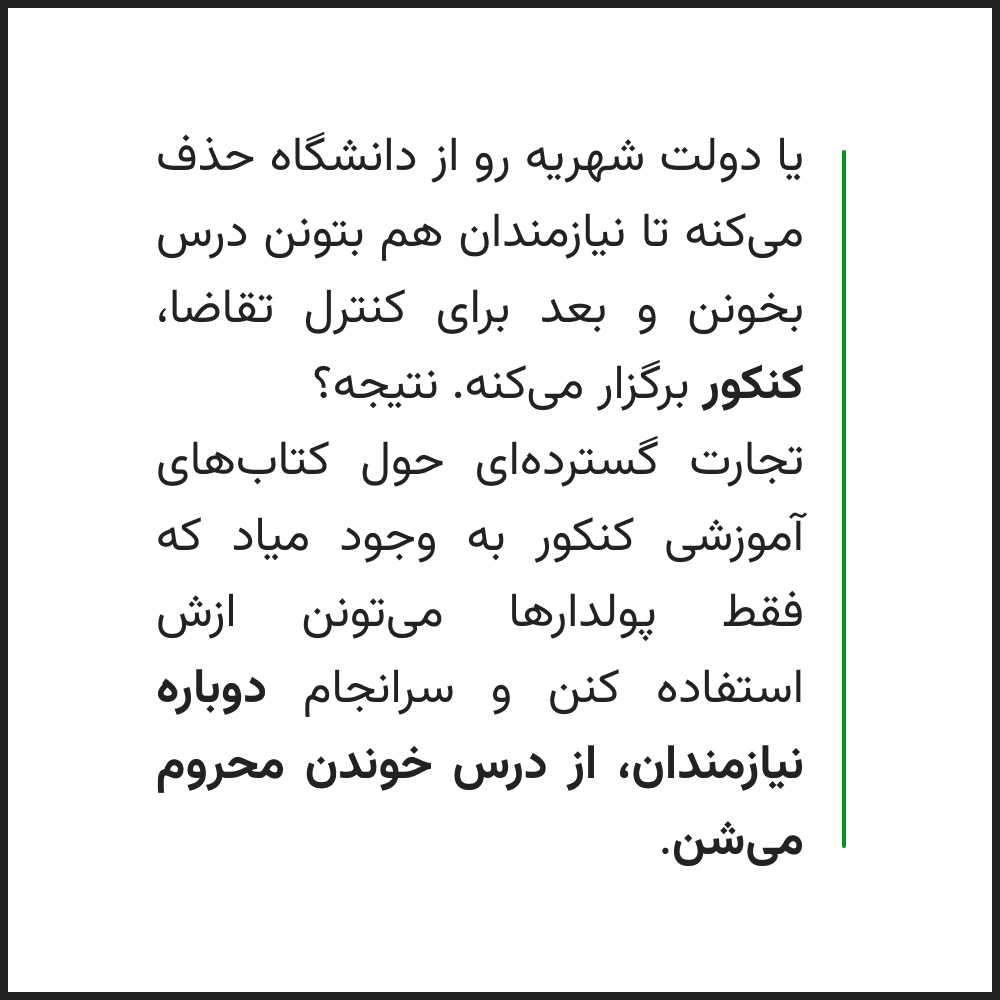 یا دولت شهریه رو از دانشگاه حذف
می‌کنه تا نیازمندان هم بتونن درس
بخونن و بعد برای کنترل تقاضا،
کنکور برگزار می‌کنه. نتیجه؟
تجارت گسترده‌ای حول کتاب‌های
آموزشی کنکور به وجود میاد که
فقط پولدارها می‌تونن ازش
استفاده کنن و سرانجام دوباره
نیازمندان، از درس خوندن محروم
می‌شن.